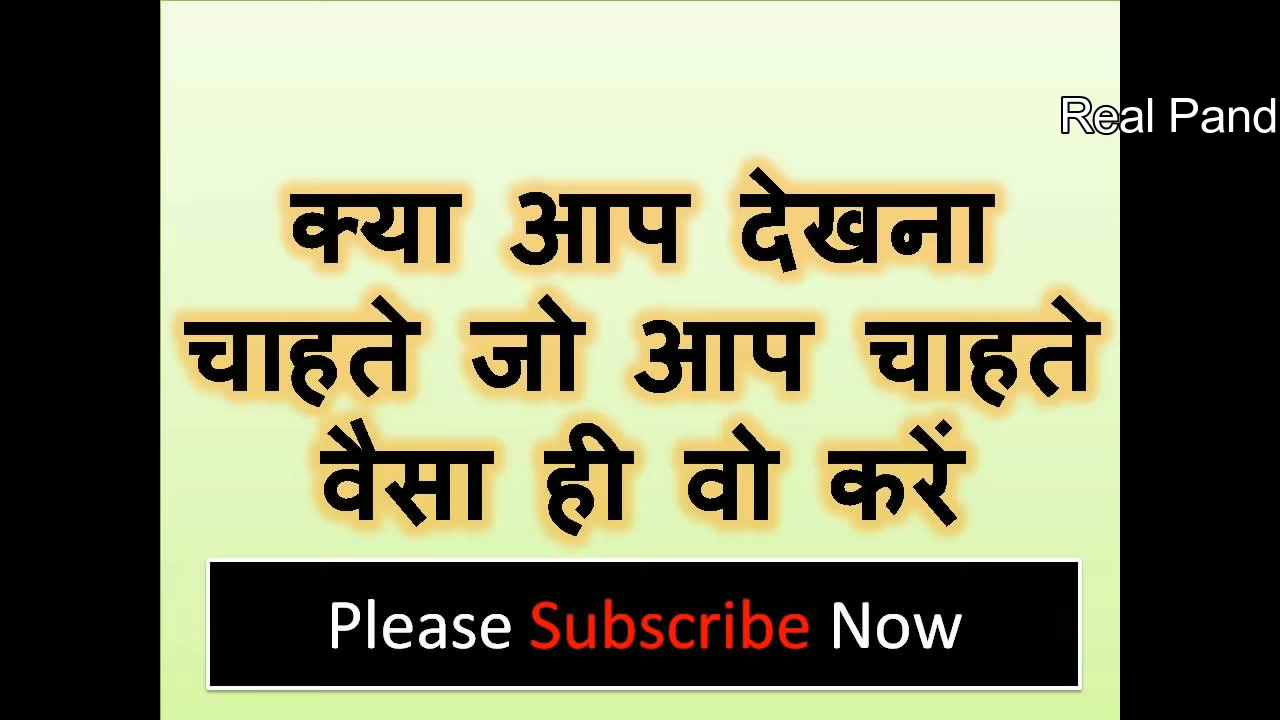 Real Pand
क्या आप देखना
चाहते जो आप चाहते
वैसा ही वो करें
Please Subscribe Now